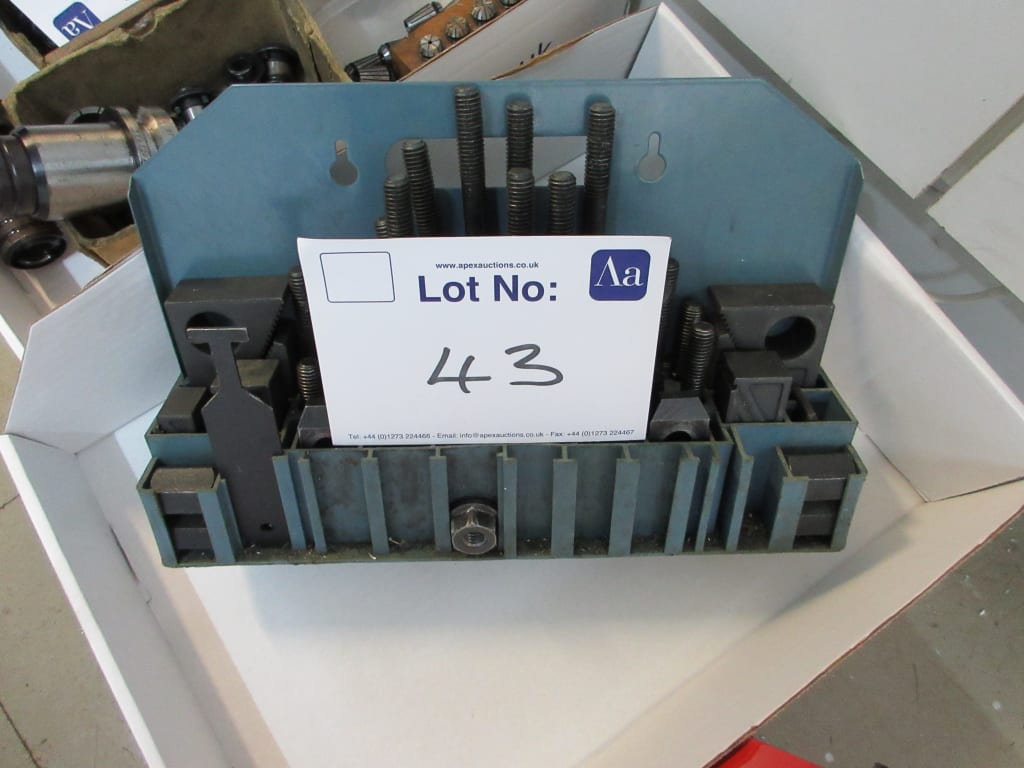 www.apexauctions.co.uk
Lot No:
Aa
43
Tel: +44 (0)1273 224466 - Email: info@apexauctions.co.uk - Fax: +44 (0)1273 224467
Aa